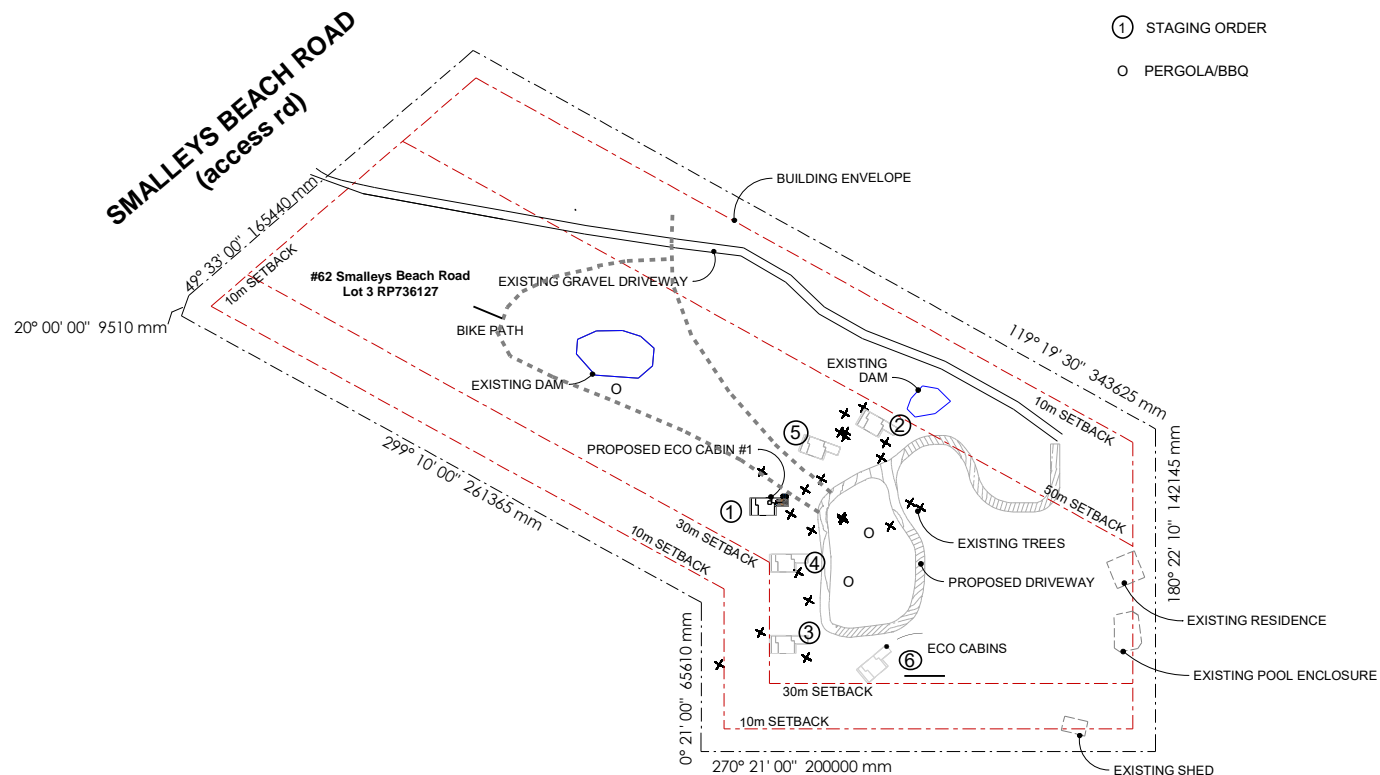 1 STAGING ORDER
O PERGOLA/BBQ
SMALLEYS BEACH ROAD
(access rd)
BUILDING ENVELOPE
49° 33' 00" 165440 mm
10m SETBACK
#62 Smalleys Beach Road
Lot 3 RP736127
EXISTING GRAVEL DRIVEWAY
20° 00' 00" 9510 mm
BIKE PATH
119° 19' 30" 343625 mm
EXISTING
DAM
EXISTING DAM
O
10m SETBACK
5
2
299° 10' 00" 261365 mm
PROPOSED ECO CABIN #1
180° 22' 10" 142145 mm
50m SETBACK
1
30m SETBACK
10m SETBACK
O
EXISTING TREES
4
O
PROPOSED DRIVEWAY
EXISTING RESIDENCE
3
ECO CABINS
6
0° 21' 00" 65610 mm
EXISTING POOL ENCLOSURE
30m SETBACK
10m SETBACK
270° 21' 00" 200000 mm
EXISTING SHED